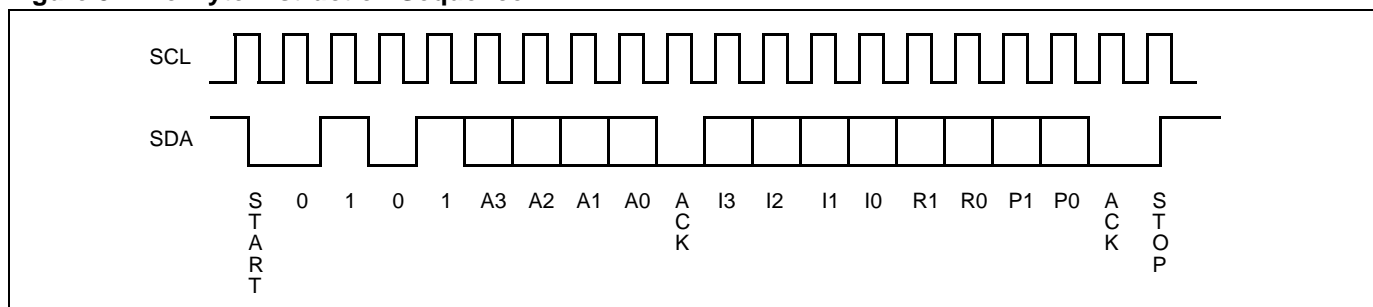 SCL
SDA
START 0 1 0 1 A3 A2 A1 A0 ACK I3 I2 I1 I0 R1 R0 P1 P0 ACK STOP